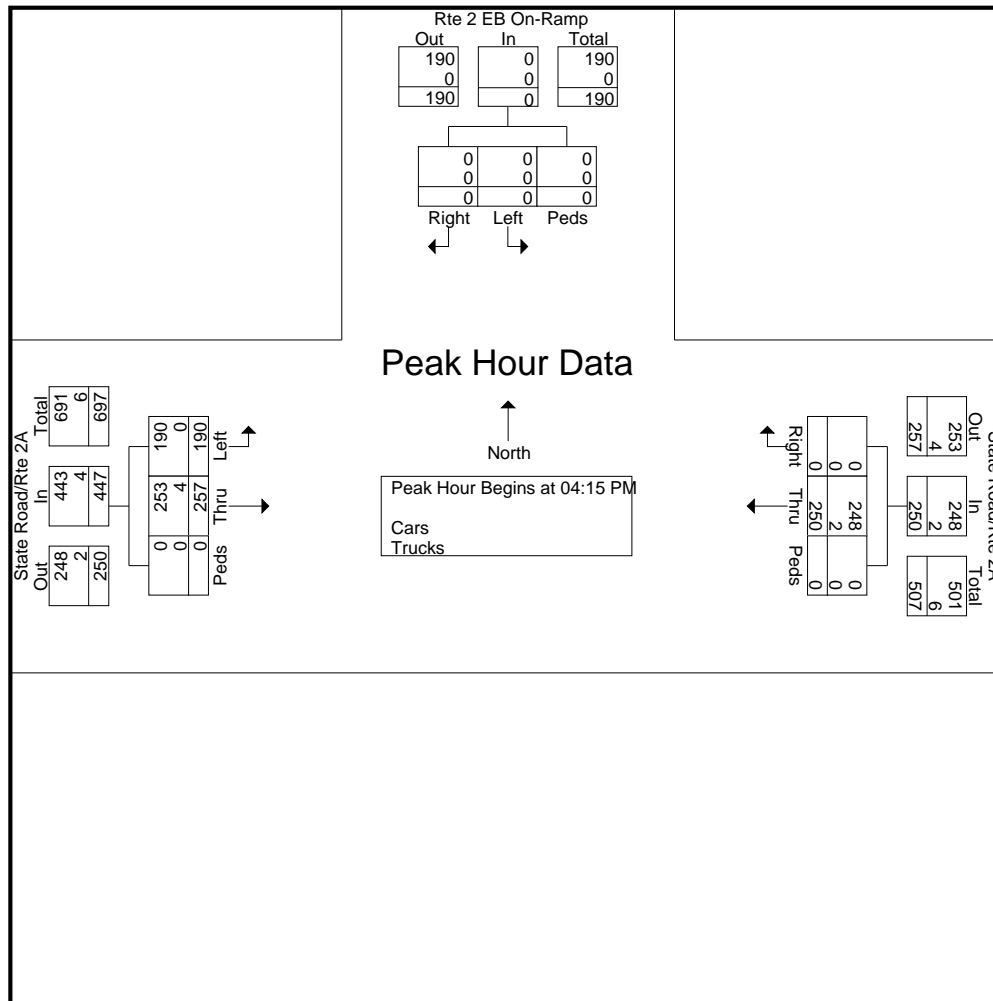 Rte 2 EB On-Ramp
Out In Total
190 0 190
0 0 0
190 0 190
0 0 0
0 0 0
0 0 0
Right Left Peds
Peak Hour Data
North
Peak Hour Begins at 04:15 PM
Cars
Trucks
State Road/Rte 2A
Out In Total
248 443 691
2 4 6
250 447 697
Peds Thru Left
0 253 190
0 4 0
0 257 190
State Road/Rte 2A
Out In Total
253 248 501
4 2 6
257 250 507
Right Thru Peds
0 248 0
0 2 0
0 250 0